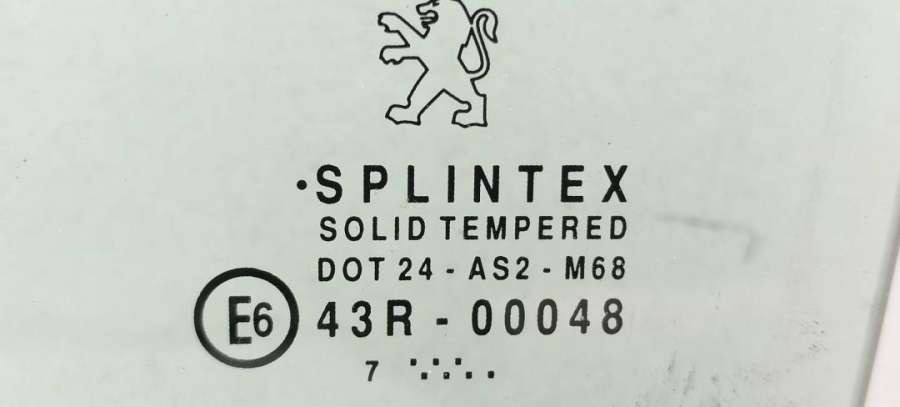 ·SPLINTEX
SOLID TEMPERED
DOT 24 - AS2 - M68
E6 43R - 00048
7